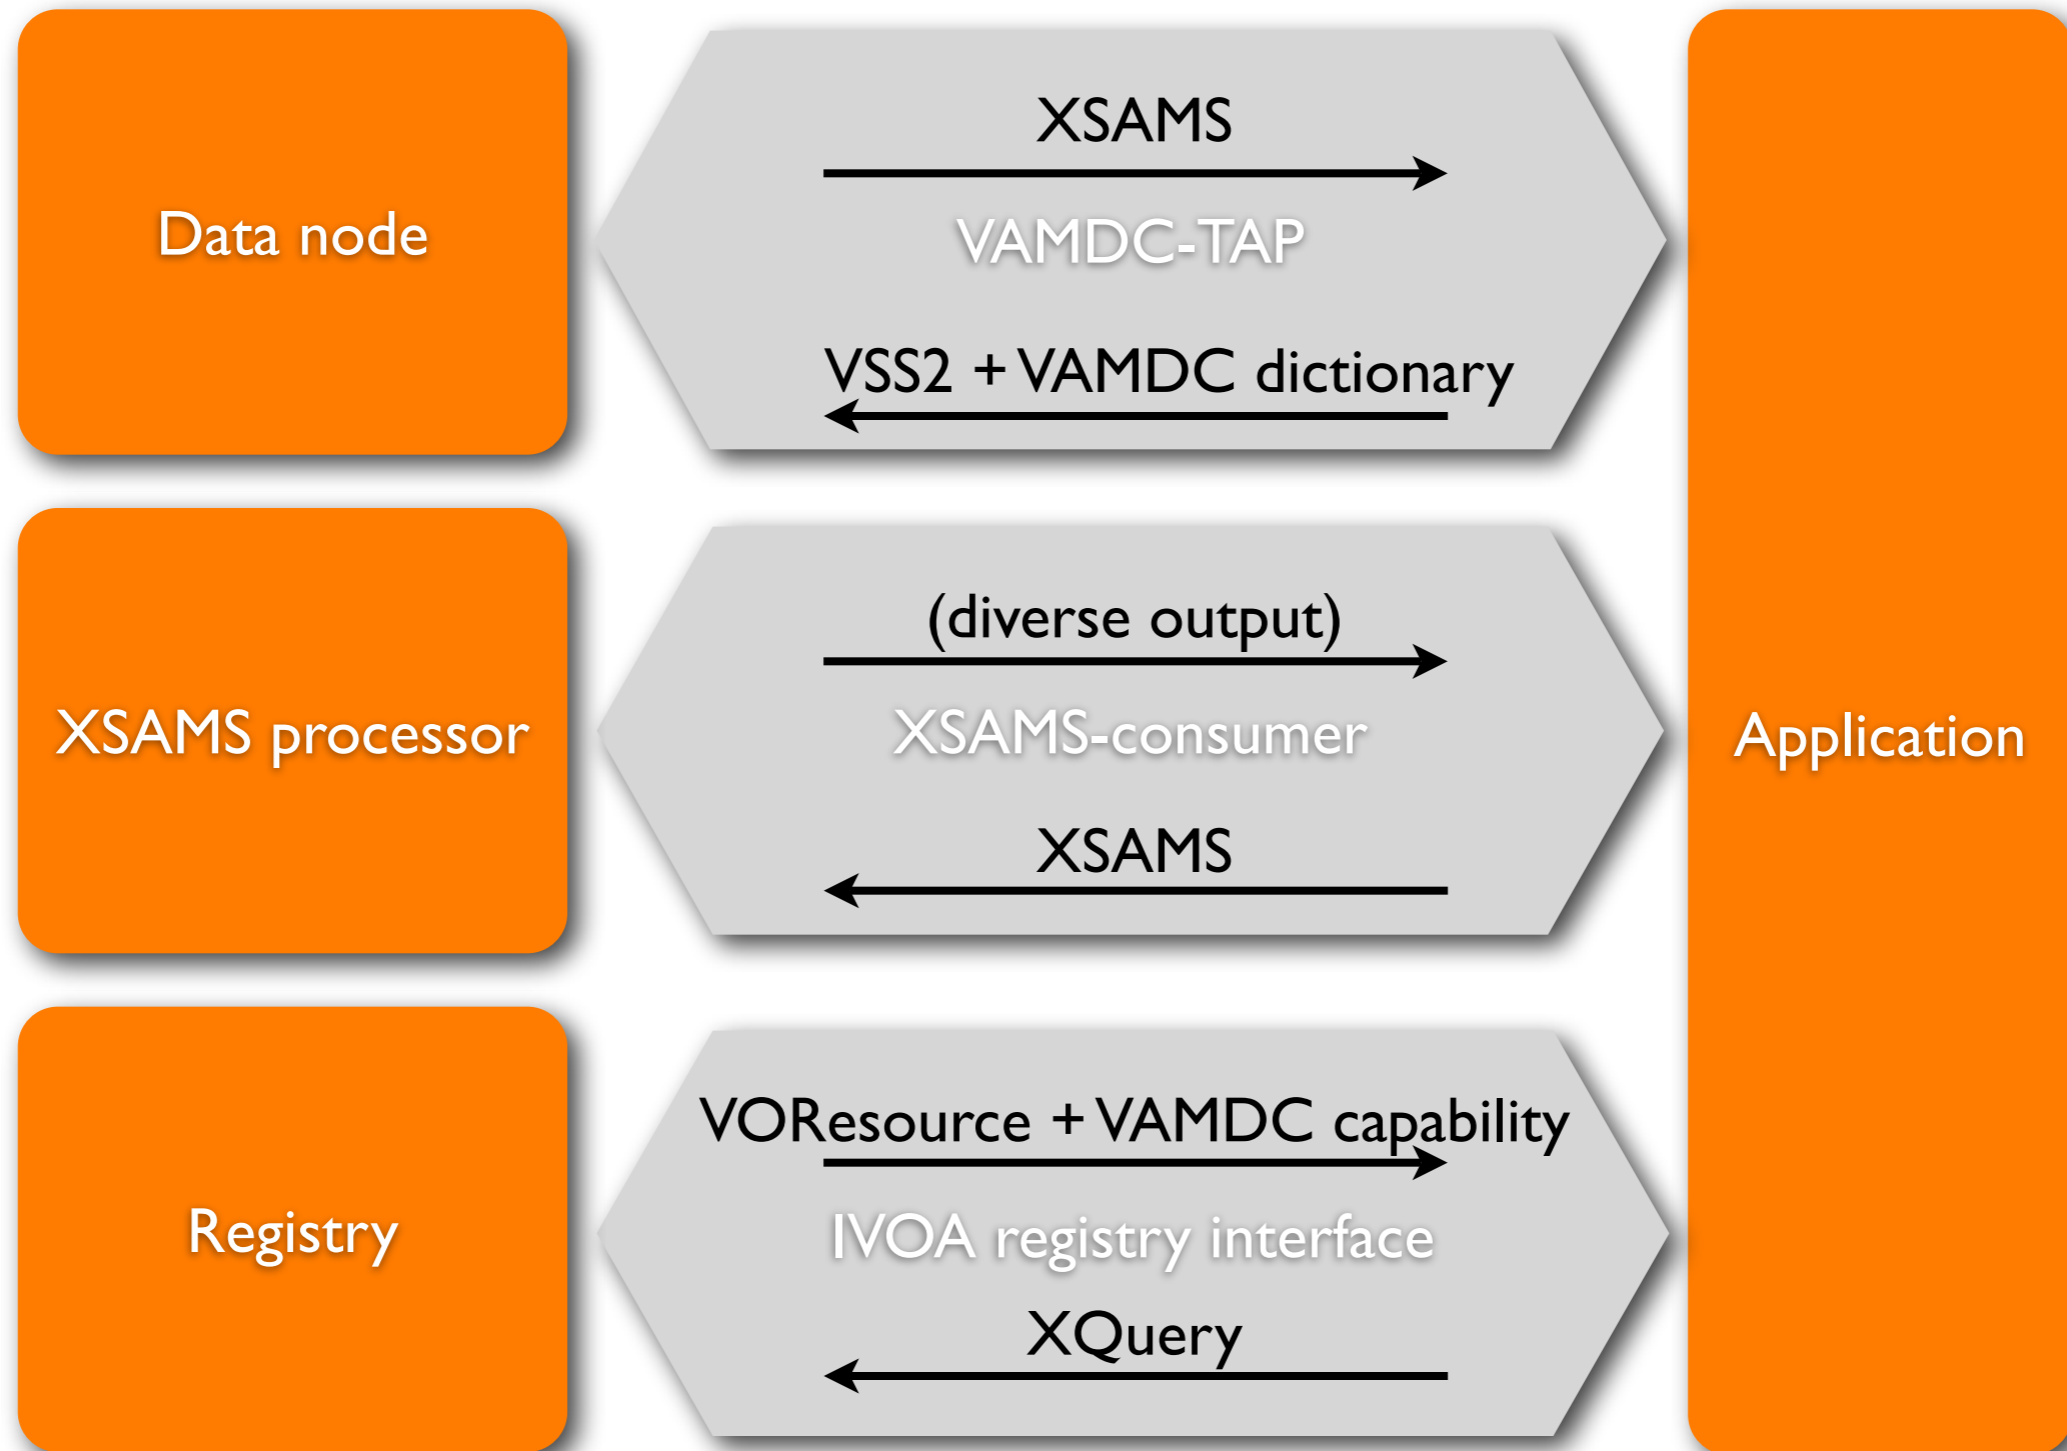 Data node
XSAMS
VAMDC-TAP
VSS2 + VAMDC dictionary
XSAMS processor
(diverse output)
XSAMS-consumer
XSAMS
Application
Registry
VOResource + VAMDC capability
IVOA registry interface
XQuery